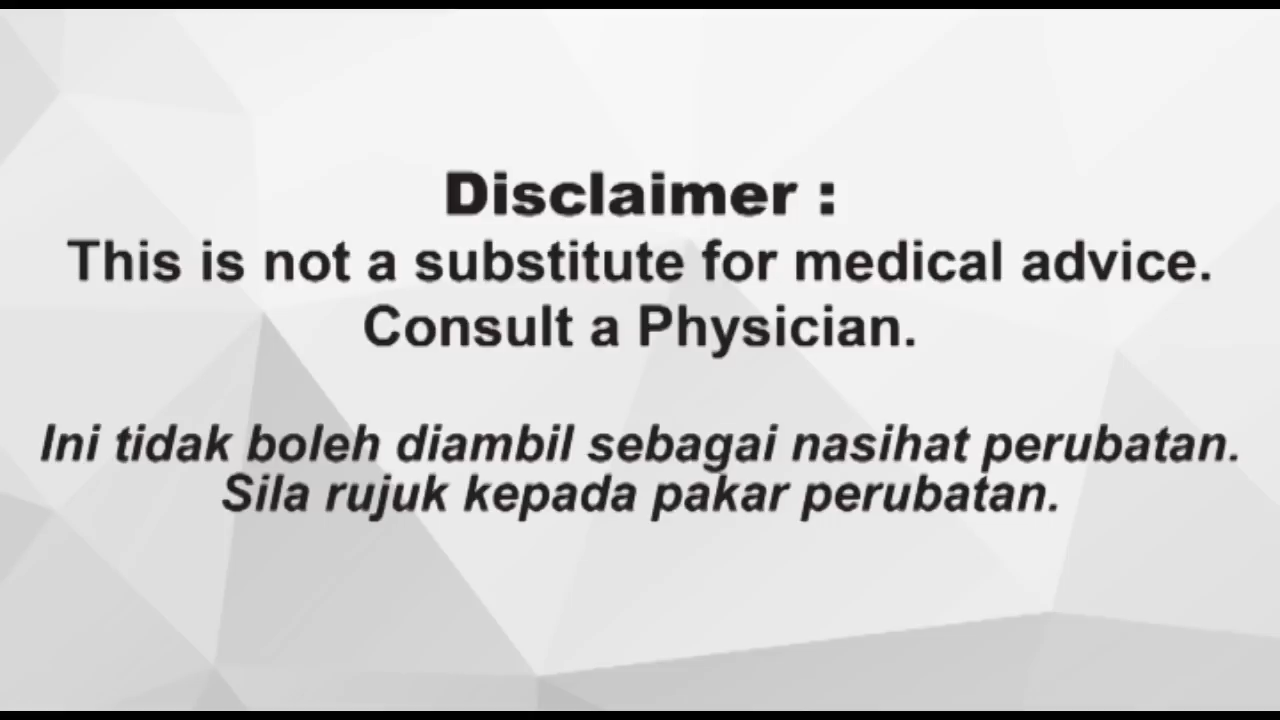 Disclaimer :
This is not a substitute for medical advice.
Consult a Physician.
Ini tidak boleh diambil sebagai nasihat perubatan.
Sila rujuk kepada pakar perubatan.